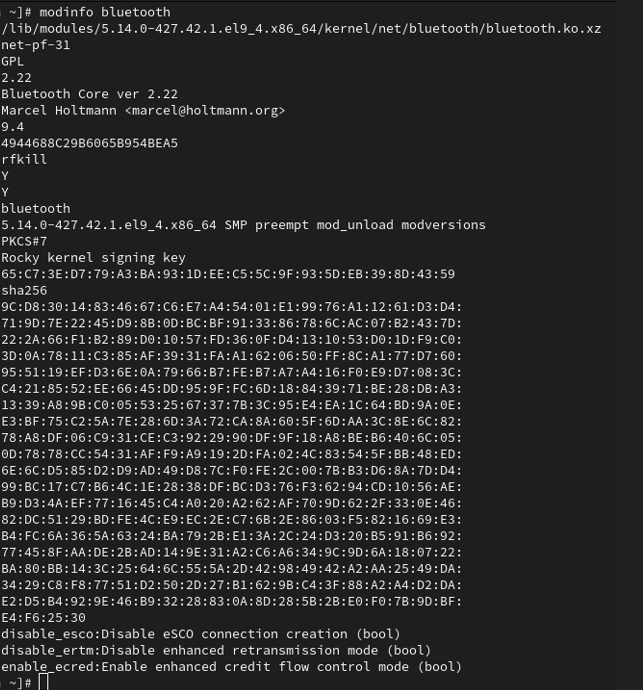 ~]# modinfo bluetooth
/lib/modules/5.14.0-427.42.1.el9_4.x86_64/kernel/net/bluetooth/bluetooth.ko.xz
net-pf-31
GPL
2.22
Bluetooth Core ver 2.22
Marcel Holtmann <marcel@holtmann.org>
9.4
4944688C29B6065B954BEA5
rfkill
Y
Y
bluetooth
5.14.0-427.42.1.el9_4.x86_64 SMP preempt mod_unload modversions
PKCS#7
Rocky kernel signing key
65:C7:3E:D7:79:A3:BA:93:1D:EE:C5:5C:9F:93:5D:EB:39:8D:43:59
sha256
9C:D8:30:14:83:46:67:C6:E7:A4:54:01:E1:99:76:A1:12:61:D3:D4:
71:9D:7E:22:45:D9:8B:0D:BC:BF:91:33:86:78:6C:AC:07:B2:43:7D:
22:2A:66:F1:B2:89:D0:10:57:FD:36:0F:D4:13:10:53:D0:1D:F9:C0:
3D:0A:78:11:C3:85:AF:39:31:FA:A1:62:06:50:FF:8C:A1:77:D7:60:
95:51:19:EF:D3:6E:0A:79:66:B7:FE:B7:A7:A4:16:F0:E9:D7:08:3C:
C4:21:85:52:EE:66:45:DD:95:9F:FC:6D:18:84:39:71:BE:28:DB:A3:
13:39:A8:9B:C0:05:53:25:67:37:7B:3C:95:E4:EA:1C:64:BD:9A:0E:
E3:BF:75:C2:5A:7E:28:6D:3A:72:CA:8A:60:5F:6D:AA:3C:8E:6C:82:
78:A8:DF:06:C9:31:CE:C3:92:29:90:DF:9F:18:A8:BE:B6:40:6C:05:
0D:78:78:CC:54:31:AF:F9:A9:19:2D:FA:02:4C:83:54:5F:BB:48:ED:
6E:6C:D5:85:D2:D9:AD:49:D8:7C:F0:FE:2C:00:7B:B3:D6:8A:7D:D4:
99:BC:17:C7:B6:4C:1E:28:38:DF:BC:D3:76:F3:62:94:CD:10:56:AE:
B9:D3:4A:EF:77:16:45:C4:A0:20:A2:62:AF:70:9D:62:2F:33:0E:46:
82:DC:51:29:BD:FE:4C:E9:EC:2E:C7:6B:2E:86:03:F5:82:16:69:E3:
B4:FC:6A:36:5A:63:24:BA:79:2B:E1:3A:2C:24:D3:20:B5:91:B6:92:
77:45:8F:AA:DE:2B:AD:14:9E:31:A2:C6:A6:34:9C:9D:6A:18:07:22:
BA:80:BB:14:3C:25:64:6C:55:5A:2D:42:98:49:42:A2:AA:25:49:DA:
34:29:C8:F8:77:51:D2:50:2D:27:B1:62:9B:C4:3F:88:A2:A4:D2:DA:
E2:D5:B4:92:9E:46:B9:32:28:83:0A:8D:28:5B:2B:E0:F0:7B:9D:BF:
E4:F6:25:30
disable_esco:Disable eSCO connection creation (bool)
disable_ertm:Disable enhanced retransmission mode (bool)
enable_ecred:Enable enhanced credit flow control mode (bool)
~]#